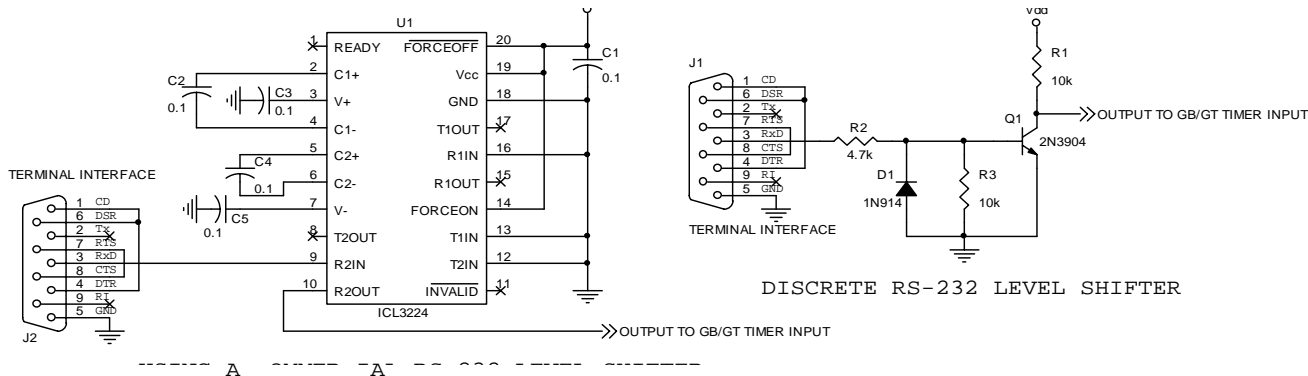 U1
1 READY FORCEOFF 20
2 C1+ Vcc 19
3 V+ GND 18
4 C1- T1OUT 17
5 C2+ R1IN 16
6 C2- R1OUT 15
7 V- FORCEON 14
8 T2OUT T1IN 13
9 R2IN T2IN 12
10 R2OUT INVALID 11
ICL3224
C1
0.1
C2
0.1
C3
0.1
C4
0.1
C5
0.1
TERMINAL INTERFACE
1 CD
6 DSR
2 Tx
7 RTS
3 RxD
8 CTS
4 DTR
9 RI
5 GND
J2
OUTPUT TO GB/GT TIMER INPUT
USING A RS-232 LEVEL SHIFTER
J1
1 CD
6 DSR
2 Tx
7 RTS
3 RxD
8 CTS
4 DTR
9 RI
5 GND
TERMINAL INTERFACE
R2
4.7k
D1
1N914
R3
10k
Q1
2N3904
Vdd
R1
10k
OUTPUT TO GB/GT TIMER INPUT
DISCRETE RS-232 LEVEL SHIFTER